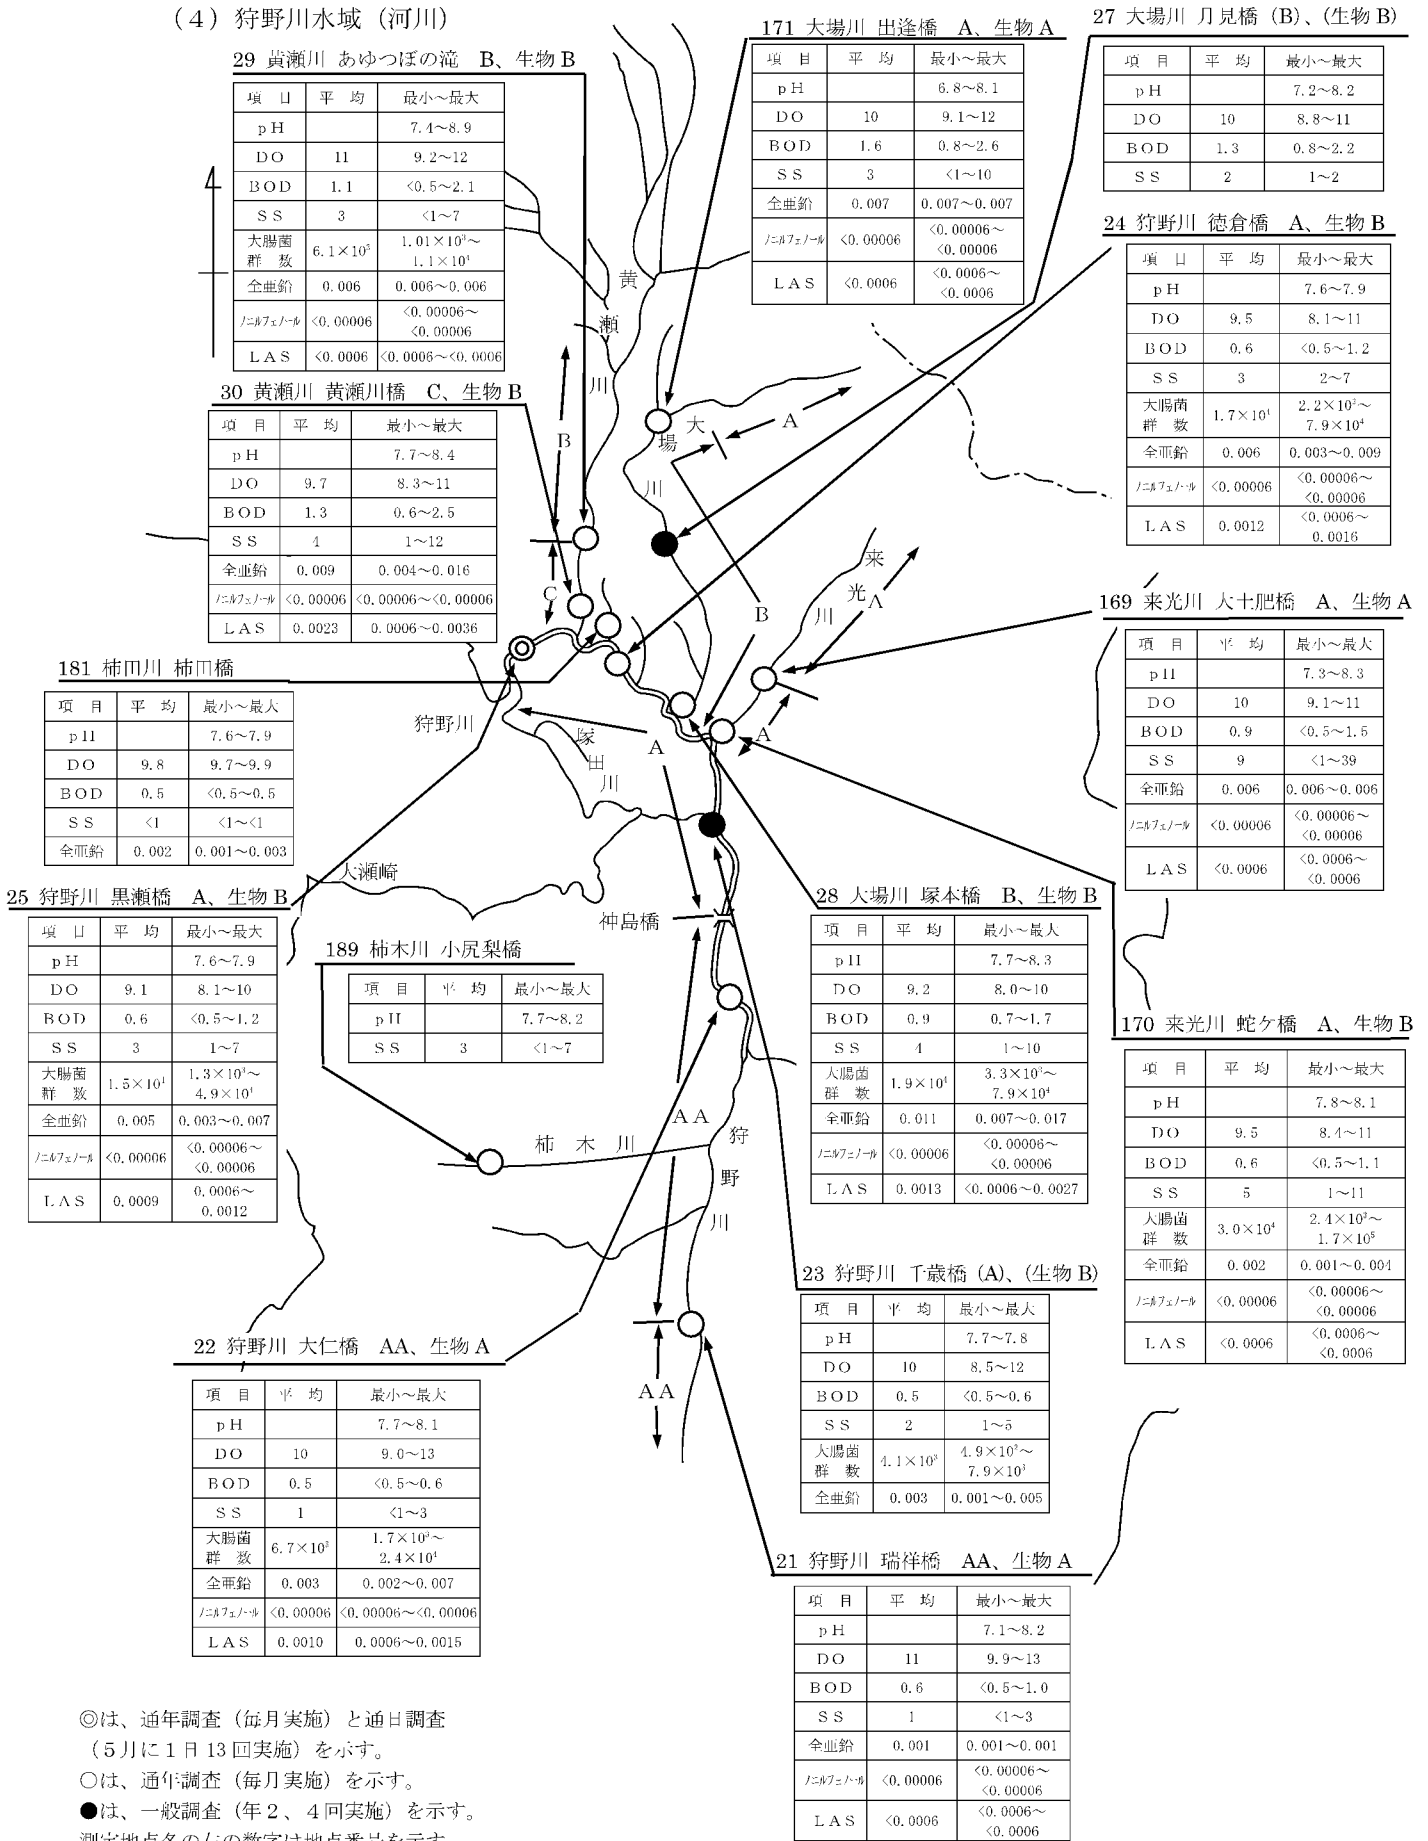 (4) 狩野川水域 (河川)
29 黄瀬川 あゆつぼの滝 B、生物 B
項 目 平 均 最小～最大
pH 7.4～8.9
DO 11 9.2～12
BOD 1.1 <0.5～2.1
SS 3 <1～7
大腸菌群数 1.01×10³～1.1×10⁴
全亜鉛 0.006 0.006～0.006
ノニルフェノール <0.00006 <0.00006～<0.00006
LAS <0.0006 <0.0006～<0.0006
171 大場川 出逢橋 A、生物 A
項 目 平 均 最小～最大
pH 6.8～8.1
DO 10 9.1～12
BOD 1.6 0.8～2.6
SS 3 <1～10
全亜鉛 0.007 0.007～0.007
ノニルフェノール <0.00006 <0.00006～<0.00006
LAS <0.0006 <0.0006～<0.0006
27 大場川 月見橋 (B)、(生物 B)
項 目 平 均 最小～最大
pH 7.2～8.2
DO 10 8.8～11
BOD 1.3 0.8～2.2
SS 2 1～2
24 狩野川 徳倉橋 A、生物 B
項 目 平 均 最小～最大
pH 7.6～7.9
DO 9.5 8.1～11
BOD 0.6 <0.5～1.2
SS 3 2～7
大腸菌群数 1.7×10⁴ 7.9×10⁴
全亜鉛 0.006 0.003～0.009
ノニルフェノール <0.00006 <0.00006～<0.00006
LAS 0.0012 <0.0006～0.0016
30 黄瀬川 黄瀬川橋 C、生物 B
項 目 平 均 最小～最大
pH 7.7～8.4
DO 9.7 8.3～11
BOD 1.3 0.6～2.5
SS 4 1～12
全亜鉛 0.009 0.004～0.016
ノニルフェノール <0.00006 <0.00006～<0.00006
LAS 0.0023 0.0006～0.0036
181 柿田川 柿田橋
項 目 平 均 最小～最大
pH 7.6～7.9
DO 9.8 9.7～9.9
BOD 0.5 <0.5～0.5
SS <1 <1～<1
全亜鉛 0.002 0.001～0.003
169 来光川 大土肥橋 A、生物 A
項 目 平 均 最小～最大
pH 7.3～8.3
DO 10 9.1～11
BOD 0.9 <0.5～1.5
SS 9 <1～39
全亜鉛 0.006 0.006～0.006
ノニルフェノール <0.00006 <0.00006～<0.00006
LAS <0.0006 <0.0006～<0.0006
25 狩野川 黒瀬橋 A、生物 B
項 目 平 均 最小～最大
pH 7.6～7.9
DO 9.1 8.1～10
BOD 0.6 <0.5～1.2
SS 3 1～7
大腸菌群数 1.5×10⁴ 4.9×10⁴
全亜鉛 0.005 0.003～0.007
ノニルフェノール <0.00006 <0.00006～<0.00006
LAS 0.0009 0.0006～0.0012
189 柿木川 小尻梨橋
項 目 平 均 最小～最大
pH 7.7～8.2
SS 3 <1～7
28 大場川 塚本橋 B、生物 B
項 目 平 均 最小～最大
pH 7.7～8.3
DO 9.2 8.0～10
BOD 0.9 0.7～1.7
SS 4 1～10
大腸菌群数 1.9×10⁴ 3.3×10³～7.9×10⁴
全亜鉛 0.011 0.007～0.017
ノニルフェノール <0.00006 <0.00006～<0.00006
LAS 0.0013 <0.0006～0.0027
170 来光川 蛇ケ橋 A、生物 B
項 目 平 均 最小～最大
pH 7.8～8.1
DO 9.5 8.4～11
BOD 0.6 <0.5～1.1
SS 5 1～11
大腸菌群数 3.0×10⁴ 1.7×10⁵
全亜鉛 0.002 0.001～0.004
ノニルフェノール <0.00006 <0.00006～<0.00006
LAS <0.0006 <0.0006～<0.0006
23 狩野川 千歳橋 (A)、(生物 B)
項 目 平 均 最小～最大
pH 7.7～7.8
DO 10 8.5～12
BOD 0.5 <0.5～0.6
SS 2 1～5
大腸菌群数 4.1×10³ 4.9×10²～7.9×10³
全亜鉛 0.003 0.001～0.005
22 狩野川 大仁橋 AA、生物 A
項 目 平 均 最小～最大
pH 7.7～8.1
DO 10 9.0～13
BOD 0.5 <0.5～0.6
SS 1 <1～3
大腸菌群数 1.7×10³～2.4×10⁴
全亜鉛 0.003 0.002～0.007
ノニルフェノール <0.00006 <0.00006～<0.00006
LAS 0.0010 0.0006～0.0015
21 狩野川 瑞祥橋 AA、生物 A
項 目 平 均 最小～最大
pH 7.1～8.2
DO 11 9.9～13
BOD 0.6 <0.5～1.0
SS 1 <1～3
全亜鉛 0.001 0.001～0.001
ノニルフェノール <0.00006 <0.00006～<0.00006
LAS <0.0006 <0.0006～<0.0006
黄瀬川
大場川
来光川
狩野川
塚田川
大瀬崎
神島橋
柿木川
狩野川
A
B
C
B
A
A
A
AA
AA
◎は、通年調査（毎月実施）と通日調査
（5月に1日13回実施）を示す。
○は、通年調査（毎月実施）を示す。
●は、一般調査（年2、4回実施）を示す。